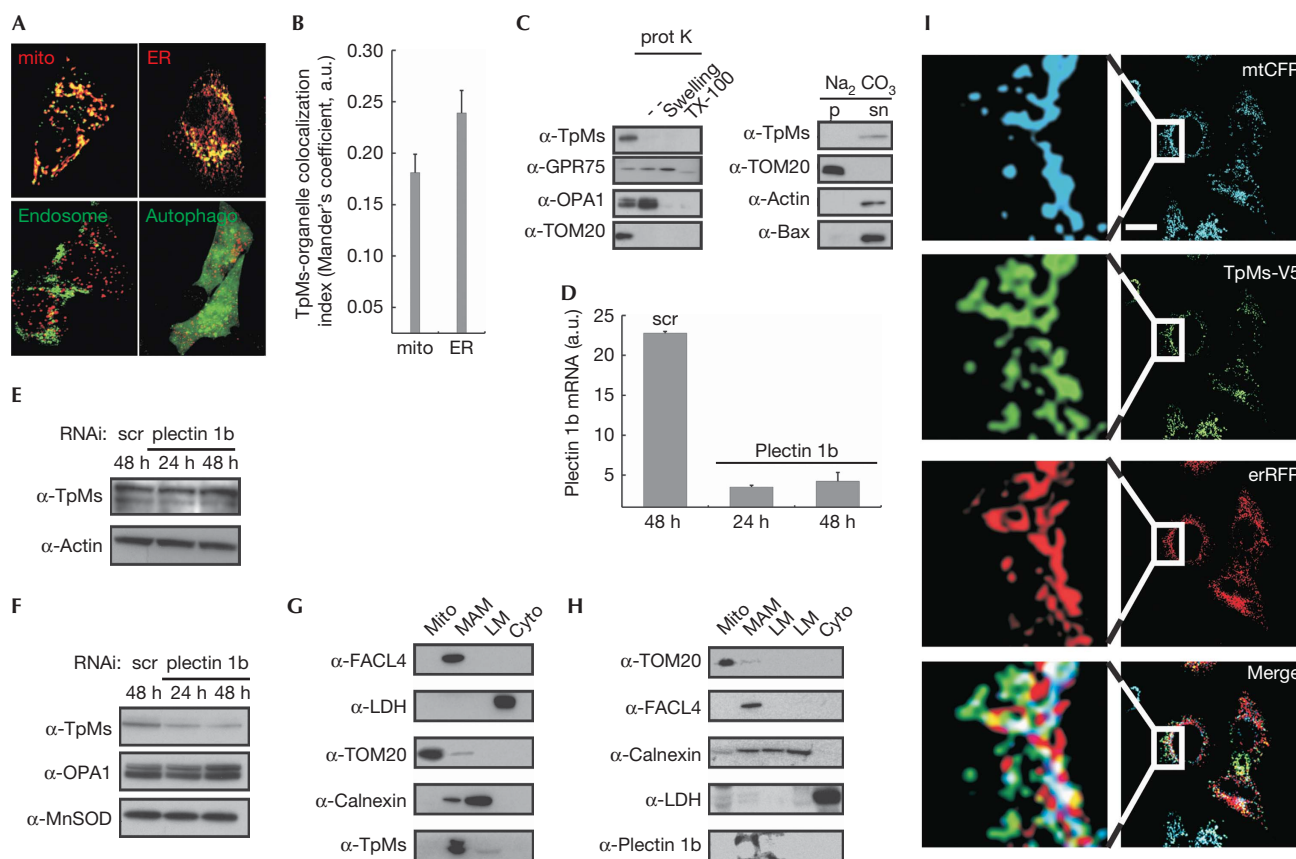 A
mito
ER
Endosome
Autophago
B
TpMs-organelle colocalization
index (Mander's coefficient, a.u.)
0.30
0.25
0.20
0.15
0.10
0.05
mito ER
C
prot K
- -
Swelling
TX-100
α-TpMs
α-GPR75
α-OPA1
α-TOM20
Na2 CO3
p sn
α-TpMs
α-TOM20
α-Actin
α-Bax
D
Plectin 1b mRNA (a.u.)
25
23
20
15
10
5
scr
Plectin 1b
48 h 24 h 48 h
E
RNAi: scr plectin 1b
48 h 24 h 48 h
α-TpMs
α-Actin
F
RNAi: scr plectin 1b
48 h 24 h 48 h
α-TpMs
α-OPA1
α-MnSOD
G
Mito MAM LM Cyto
α-FACL4
α-LDH
α-TOM20
α-Calnexin
α-TpMs
H
Mito MAM LM LM Cyto
α-TOM20
α-FACL4
α-Calnexin
α-LDH
α-Plectin 1b
I
mtCFP
TpMs-V5
erRFP
Merge